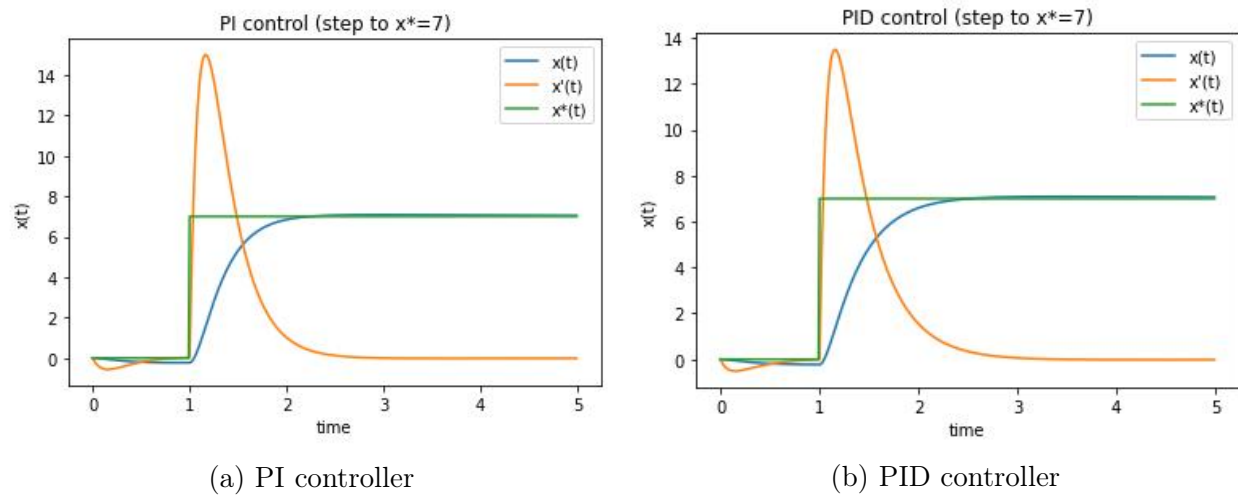 PI control (step to x*=7)
x(t)
x'(t)
x*(t)
14
12
10
8
6
4
2
0
x(t)
0 1 2 3 4 5
time
(a) PI controller
PID control (step to x*=7)
x(t)
x'(t)
x*(t)
14
12
10
8
6
4
2
0
x(t)
0 1 2 3 4 5
time
(b) PID controller